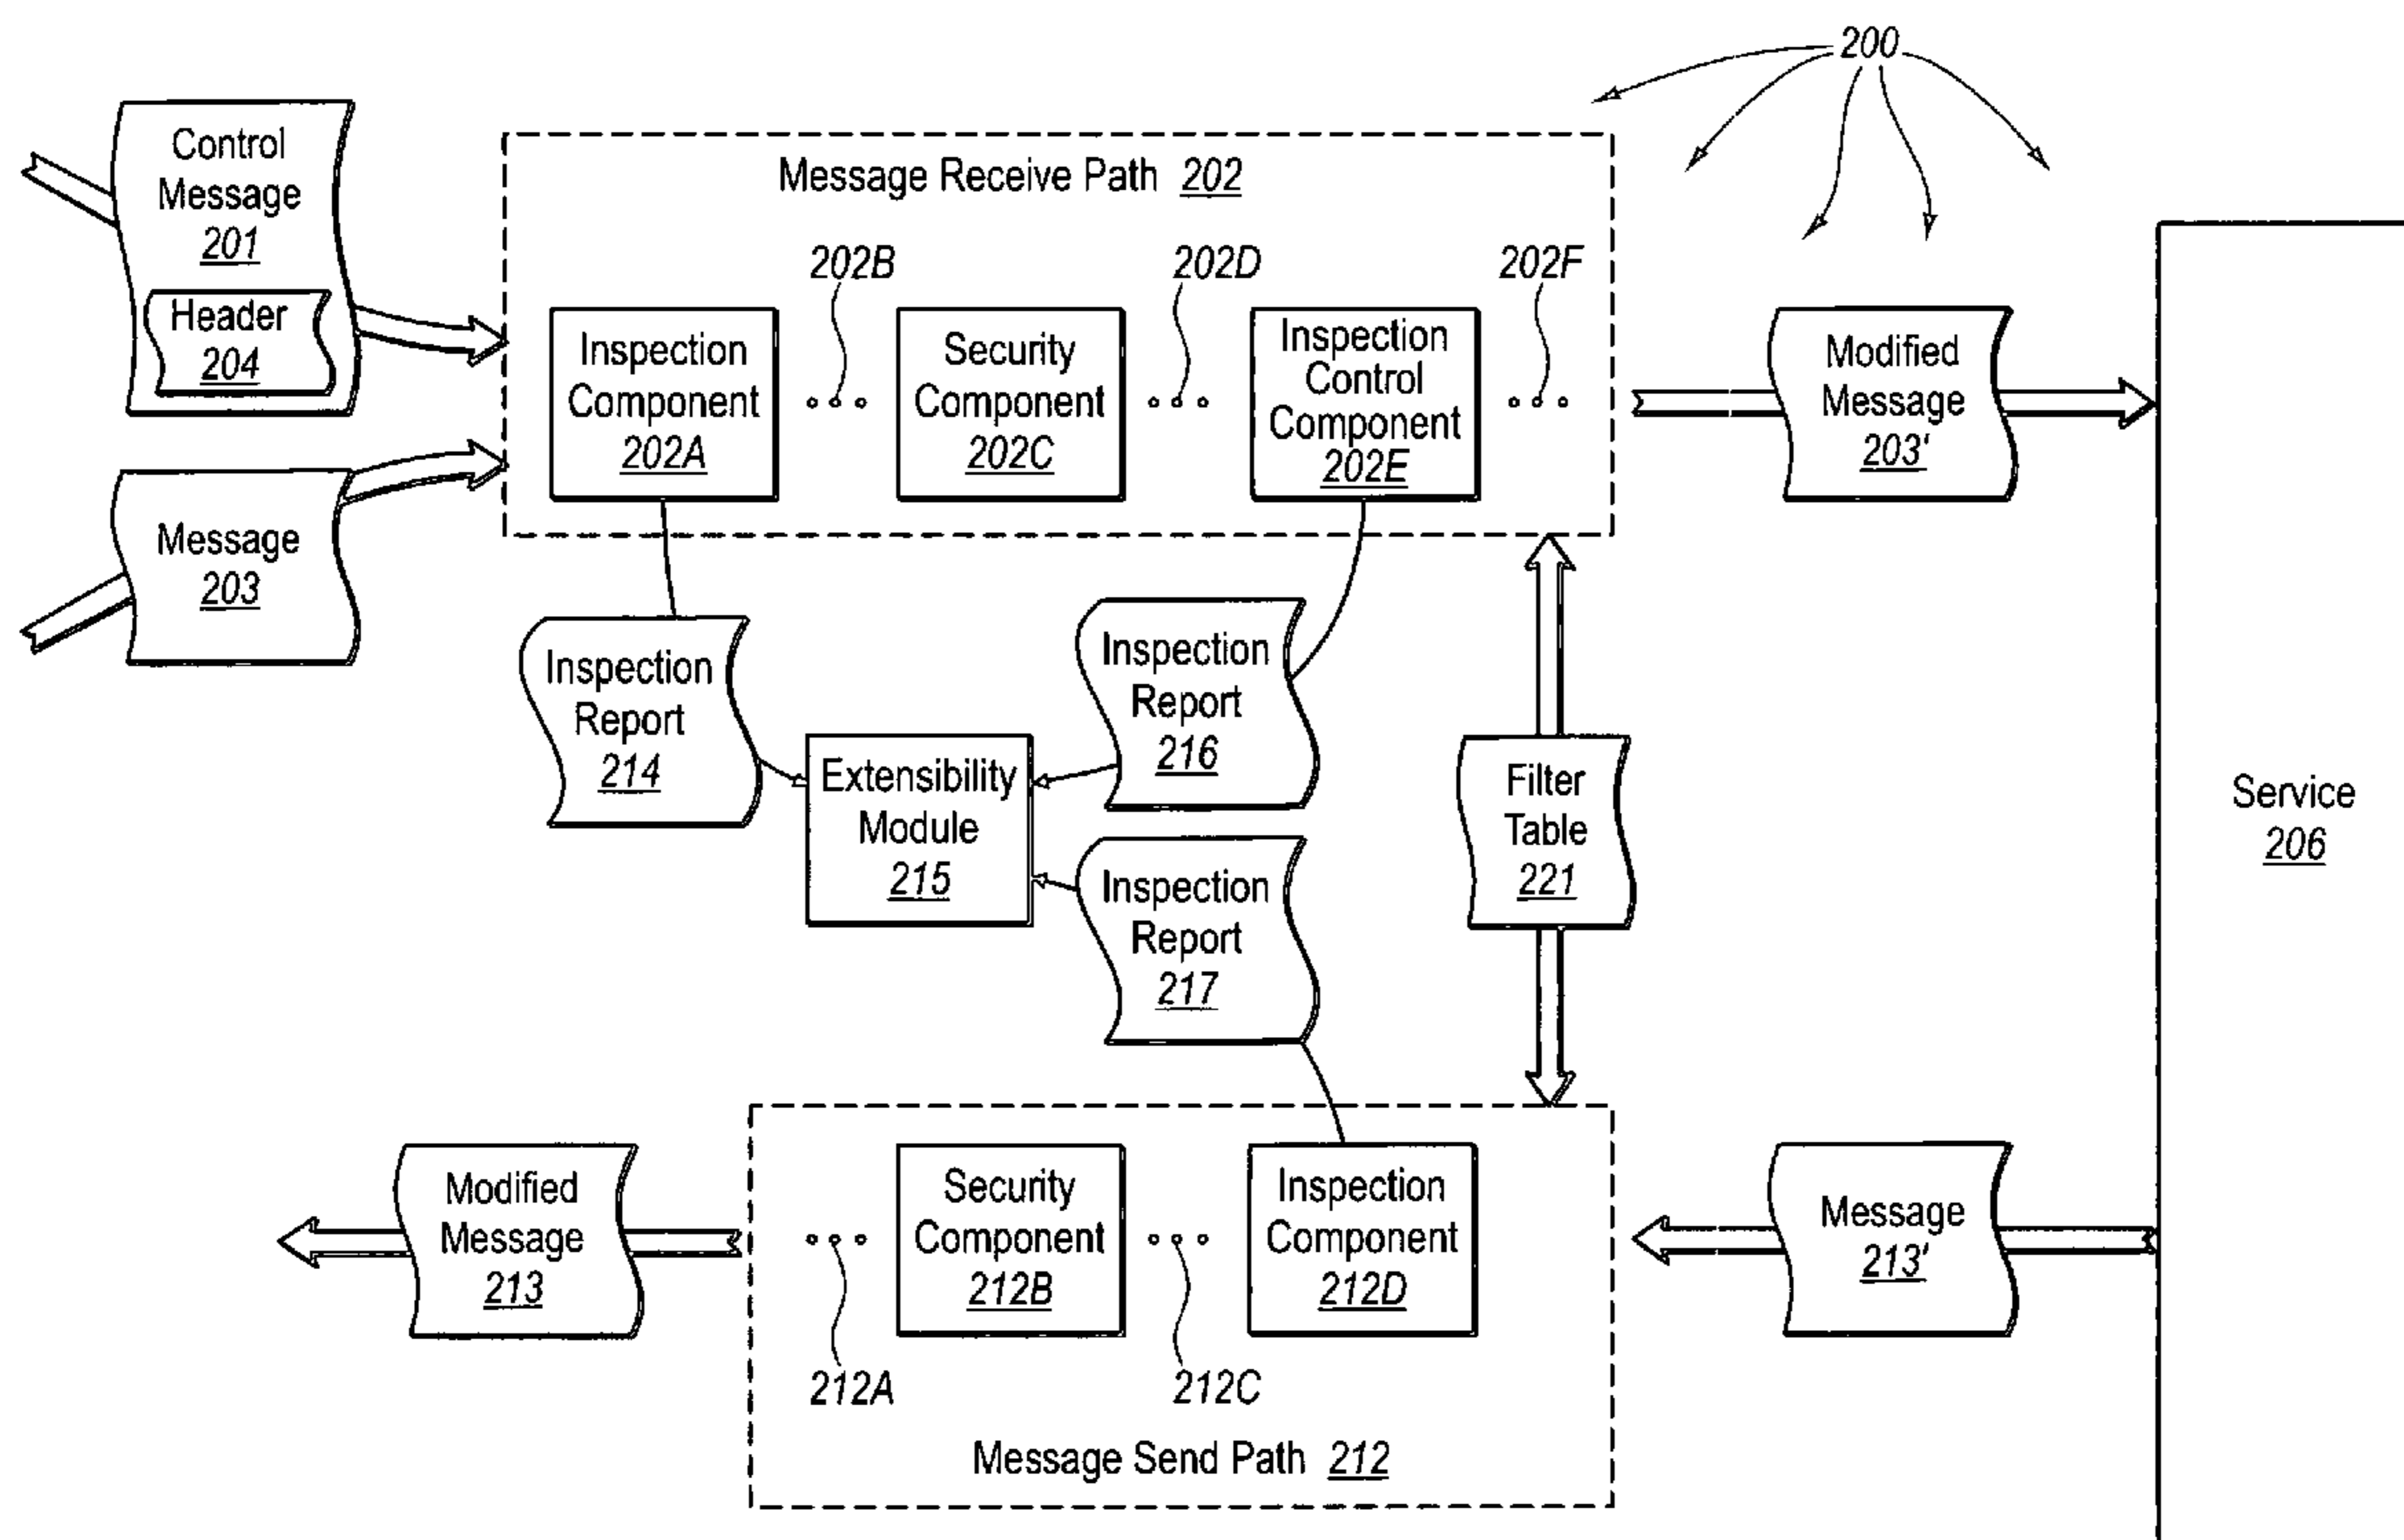 200
Control
Message
201
Header
204
Message
203
Message Receive Path 202
202B
202D
202F
Inspection
Component
202A
Security
Component
202C
Inspection
Control
Component
202E
Modified
Message
203'
Inspection
Report
214
Extensibility
Module
215
Inspection
Report
216
Inspection
Report
217
Filter
Table
221
Service
206
Modified
Message
213
Security
Component
212B
Inspection
Component
212D
Message
213'
212A
212C
Message Send Path 212